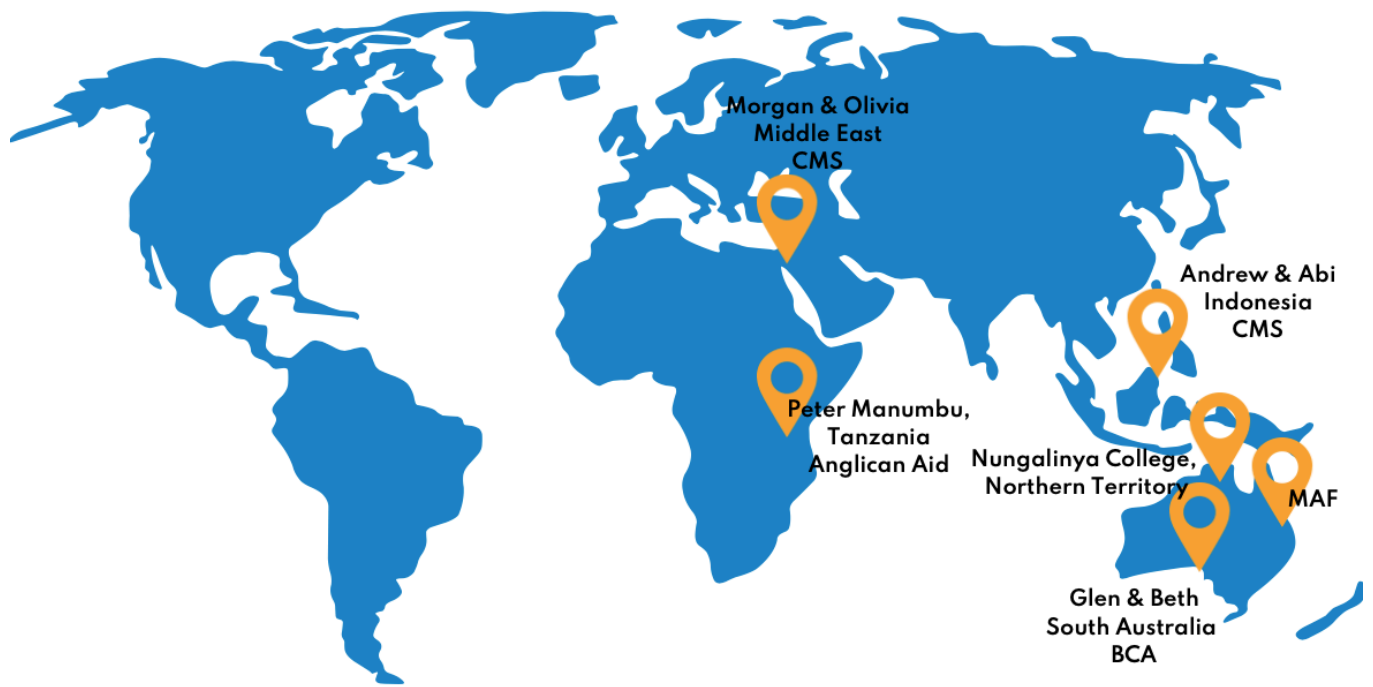 Morgan & Olivia
Middle East
CMS
Andrew & Abi
Indonesia
CMS
Peter Manumbu,
Tanzania
Anglican Aid
Nungalinya College,
Northern Territory
MAF
Glen & Beth
South Australia
BCA